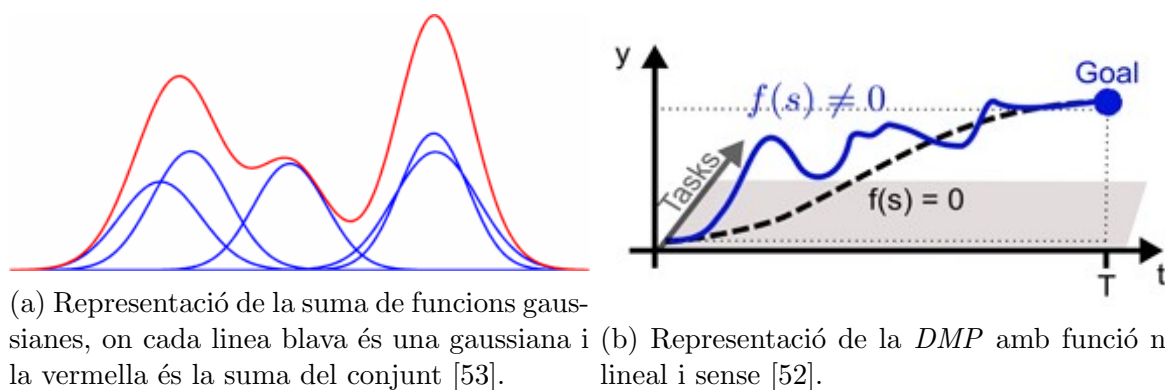 y
Goal
f(s) ≠ 0
Tasks
f(s) = 0
T
t
(a) Representació de la suma de funcions gaus-
sianes, on cada linea blava és una gaussiana i
la vermella és la suma del conjunt [53].
(b) Representació de la DMP amb funció n
lineal i sense [52].